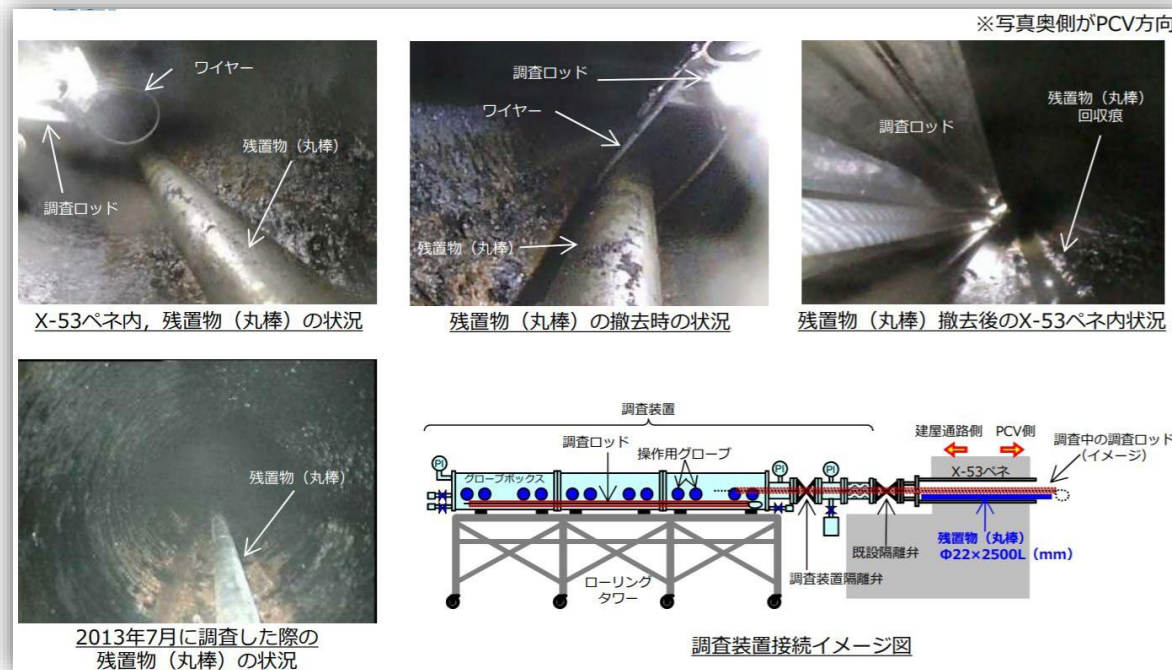 ※写真奥側がPCV方向
ワイヤー
調査ロッド
残置物（丸棒）
X-53ペネ内，残置物（丸棒）の状況
調査ロッド
ワイヤー
残置物（丸棒）
残置物（丸棒）の撤去時の状況
調査ロッド
残置物（丸棒）
回収痕
残置物（丸棒）撤去後のX-53ペネ内状況
残置物（丸棒）
2013年7月に調査した際の
残置物（丸棒）の状況
調査装置
調査ロッド
操作用グローブ
グローブボックス
PI
PI
PI
建屋通路側
PCV側
調査中の調査ロッド
（イメージ）
X-53ペネ
残置物（丸棒）
Φ22×2500L（mm）
既設隔離弁
調査装置隔離弁
ローリング
タワー
調査装置接続イメージ図